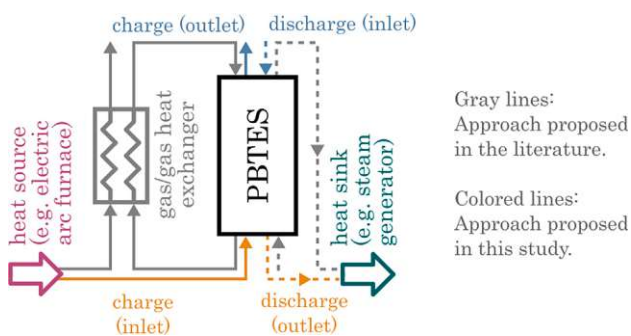 charge (outlet)
discharge (inlet)
heat source
(e.g. electric
arc furnace)
gas/gas heat
exchanger
PBTES
heat sink
(e.g. steam
generator)
charge
(inlet)
discharge
(outlet)
Gray lines:
Approach proposed
in the literature.
Colored lines:
Approach proposed
in this study.